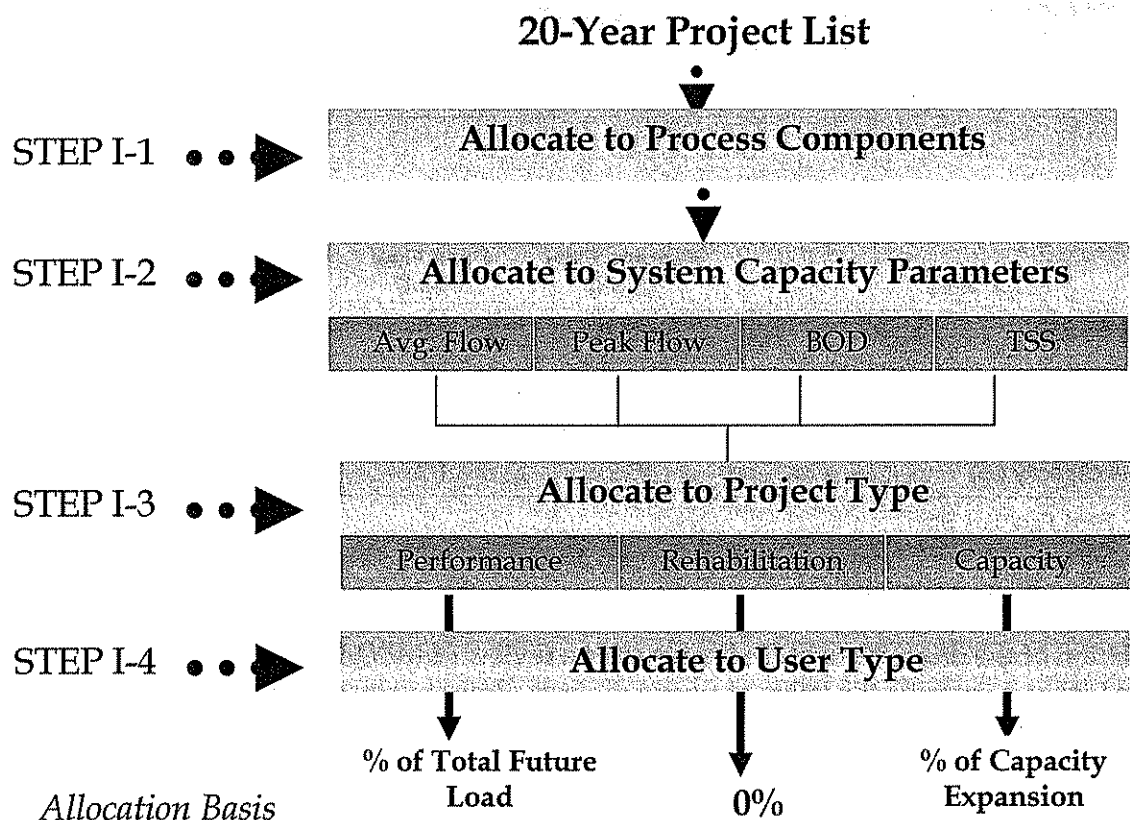 20-Year Project List
STEP I-1
Allocate to Process Components
STEP I-2
Allocate to System Capacity Parameters
Avg. Flow
Peak Flow
BOD
TSS
STEP I-3
Allocate to Project Type
Performance
Rehabilitation
Capacity
STEP I-4
Allocate to User Type
% of Total Future
Load
0%
% of Capacity
Expansion
Allocation Basis